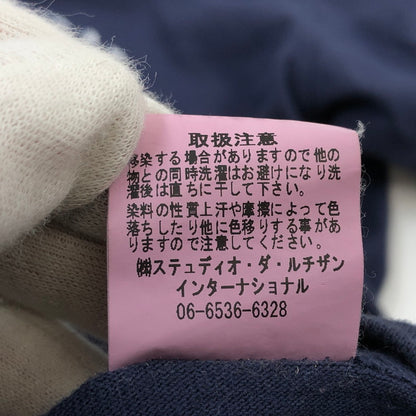 取扱注意
移染する場合がありますので他の
物との同時洗濯はお避けになり洗
濯後は直ちに干して下さい。
染料の性質上汗や摩擦によって色
落ちしたり他に色移りする事があ
りますので注意してください。
㈱ステュディオ・ダ・ルチザン
インターナショナル
06-6536-6328